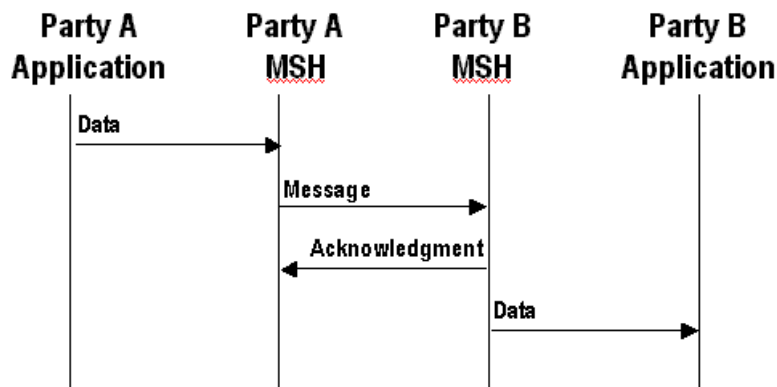 Party A Party A Party B Party B
Application MSH MSH Application
Data
Message
Acknowledgment
Data